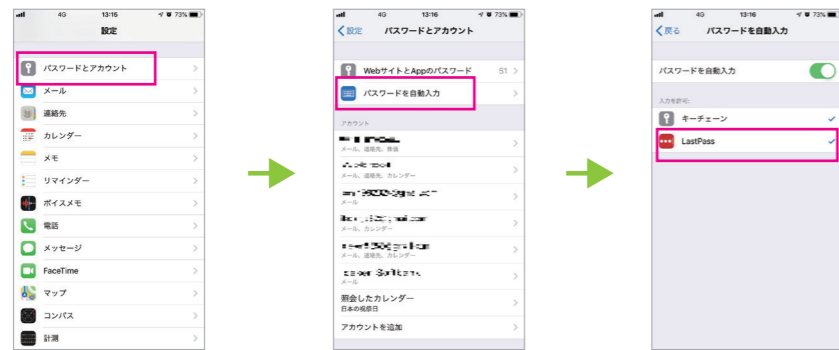 4G 13:15 73%
設定
パスワードとアカウント
メール
連絡先
カレンダー
メモ
リマインダー
ボイスメモ
電話
メッセージ
FaceTime
マップ
コンパス
計測
4G 13:16 73%
設定 パスワードとアカウント
WebサイトとAppのパスワード 51
パスワードを自動入力
アカウント
メール、連絡先、
メール、連絡先、カレンダー
メール
メール、カレンダー
メール、連絡先、カレンダー
メール
照会したカレンダー
日本の祝祭日
アカウントを追加
4G 13:16 73%
戻る パスワードを自動入力
パスワードを自動入力
入力を許可:
キーチェーン
LastPass